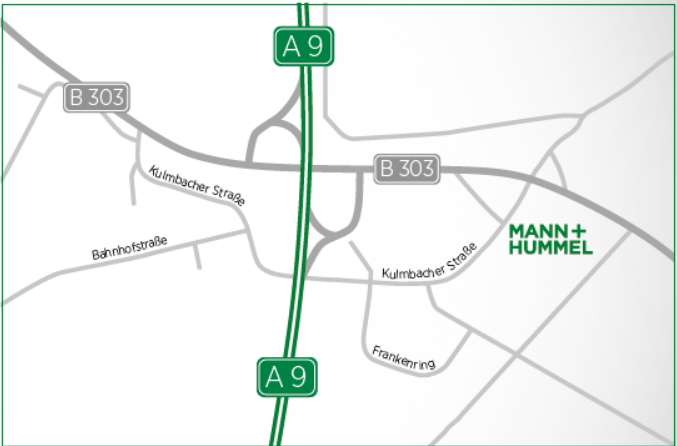 A 9
B 303
B 303
Kulmbacher Straße
MANN+
HUMMEL
Bahnhofstraße
Kulmbacher Straße
Frankenring
A 9